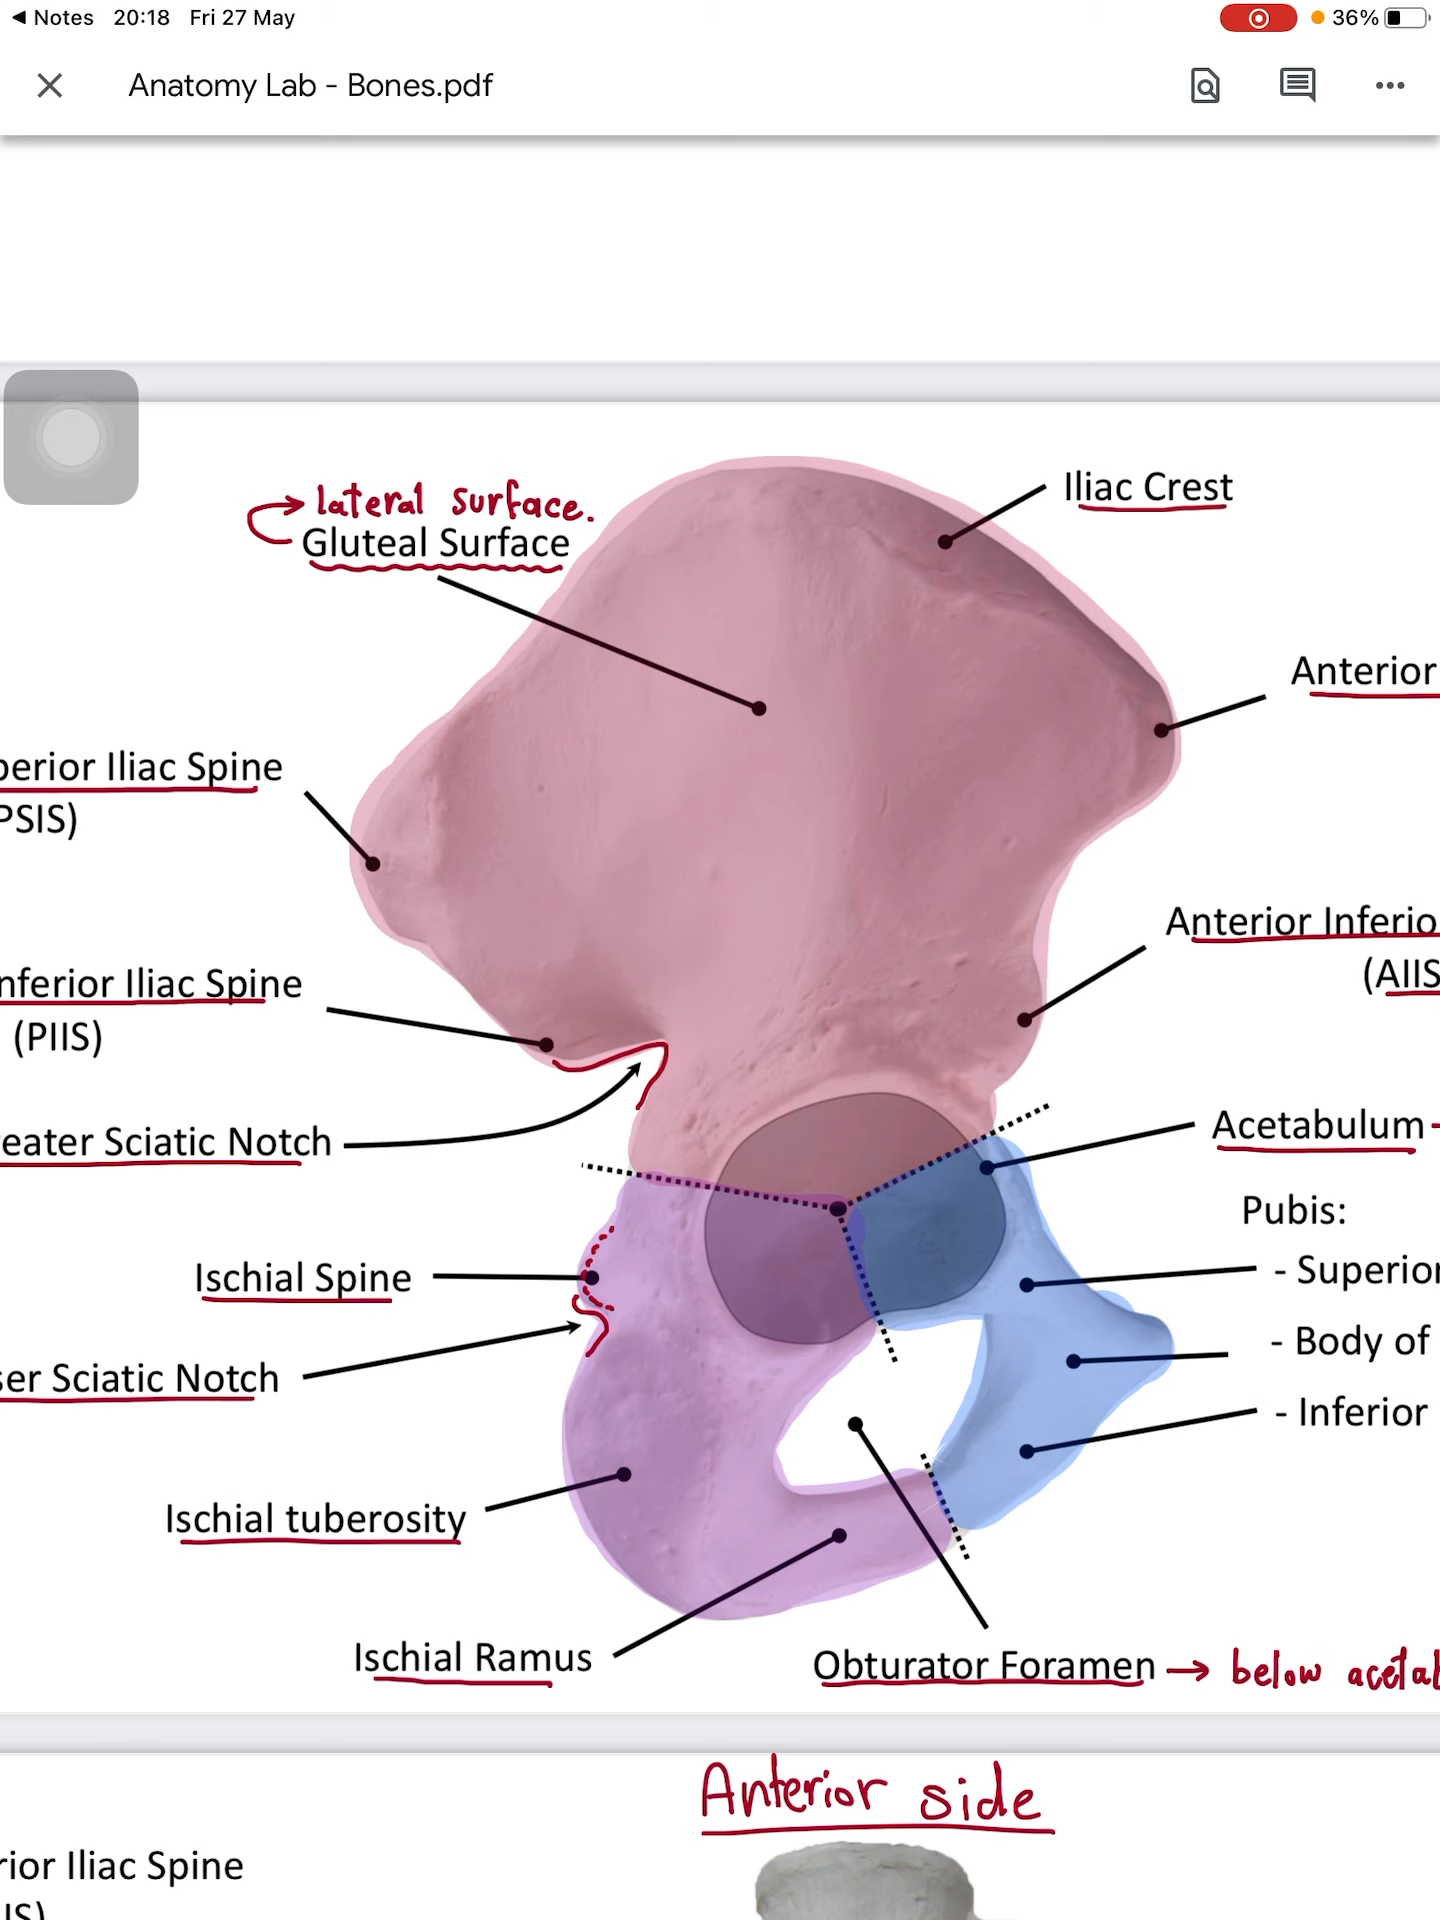 Notes 20:18 Fri 27 May 36%
Anatomy Lab - Bones.pdf
lateral surface.
Gluteal Surface
Iliac Crest
Anterior
perior Iliac Spine
PSIS)
Anterior Inferio
(AIIS
nferior Iliac Spine
(PIIS)
eater Sciatic Notch
Acetabulum
Pubis:
Ischial Spine
- Superior
- Body of
ser Sciatic Notch
- Inferior
Ischial tuberosity
Ischial Ramus
Obturator Foramen → below acetab
Anterior side
rior Iliac Spine
IS)